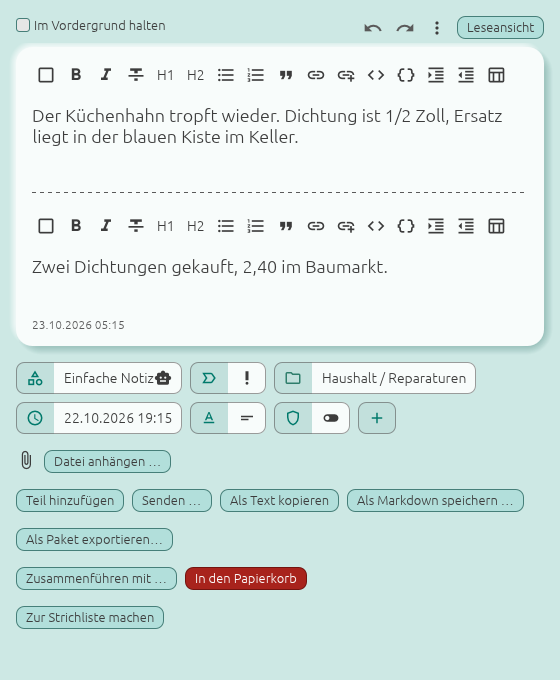 Im Vordergrund halten
Leseansicht
B I S H1 H2
Der Küchenhahn tropft wieder. Dichtung ist 1/2 Zoll, Ersatz
liegt in der blauen Kiste im Keller.
B I S H1 H2
Zwei Dichtungen gekauft, 2,40 im Baumarkt.
23.10.2026 05:15
Einfache Notiz
Haushalt / Reparaturen
22.10.2026 19:15
A
Datei anhängen …
Teil hinzufügen Senden … Als Text kopieren Als Markdown speichern …
Als Paket exportieren…
Zusammenführen mit … In den Papierkorb
Zur Strichliste machen